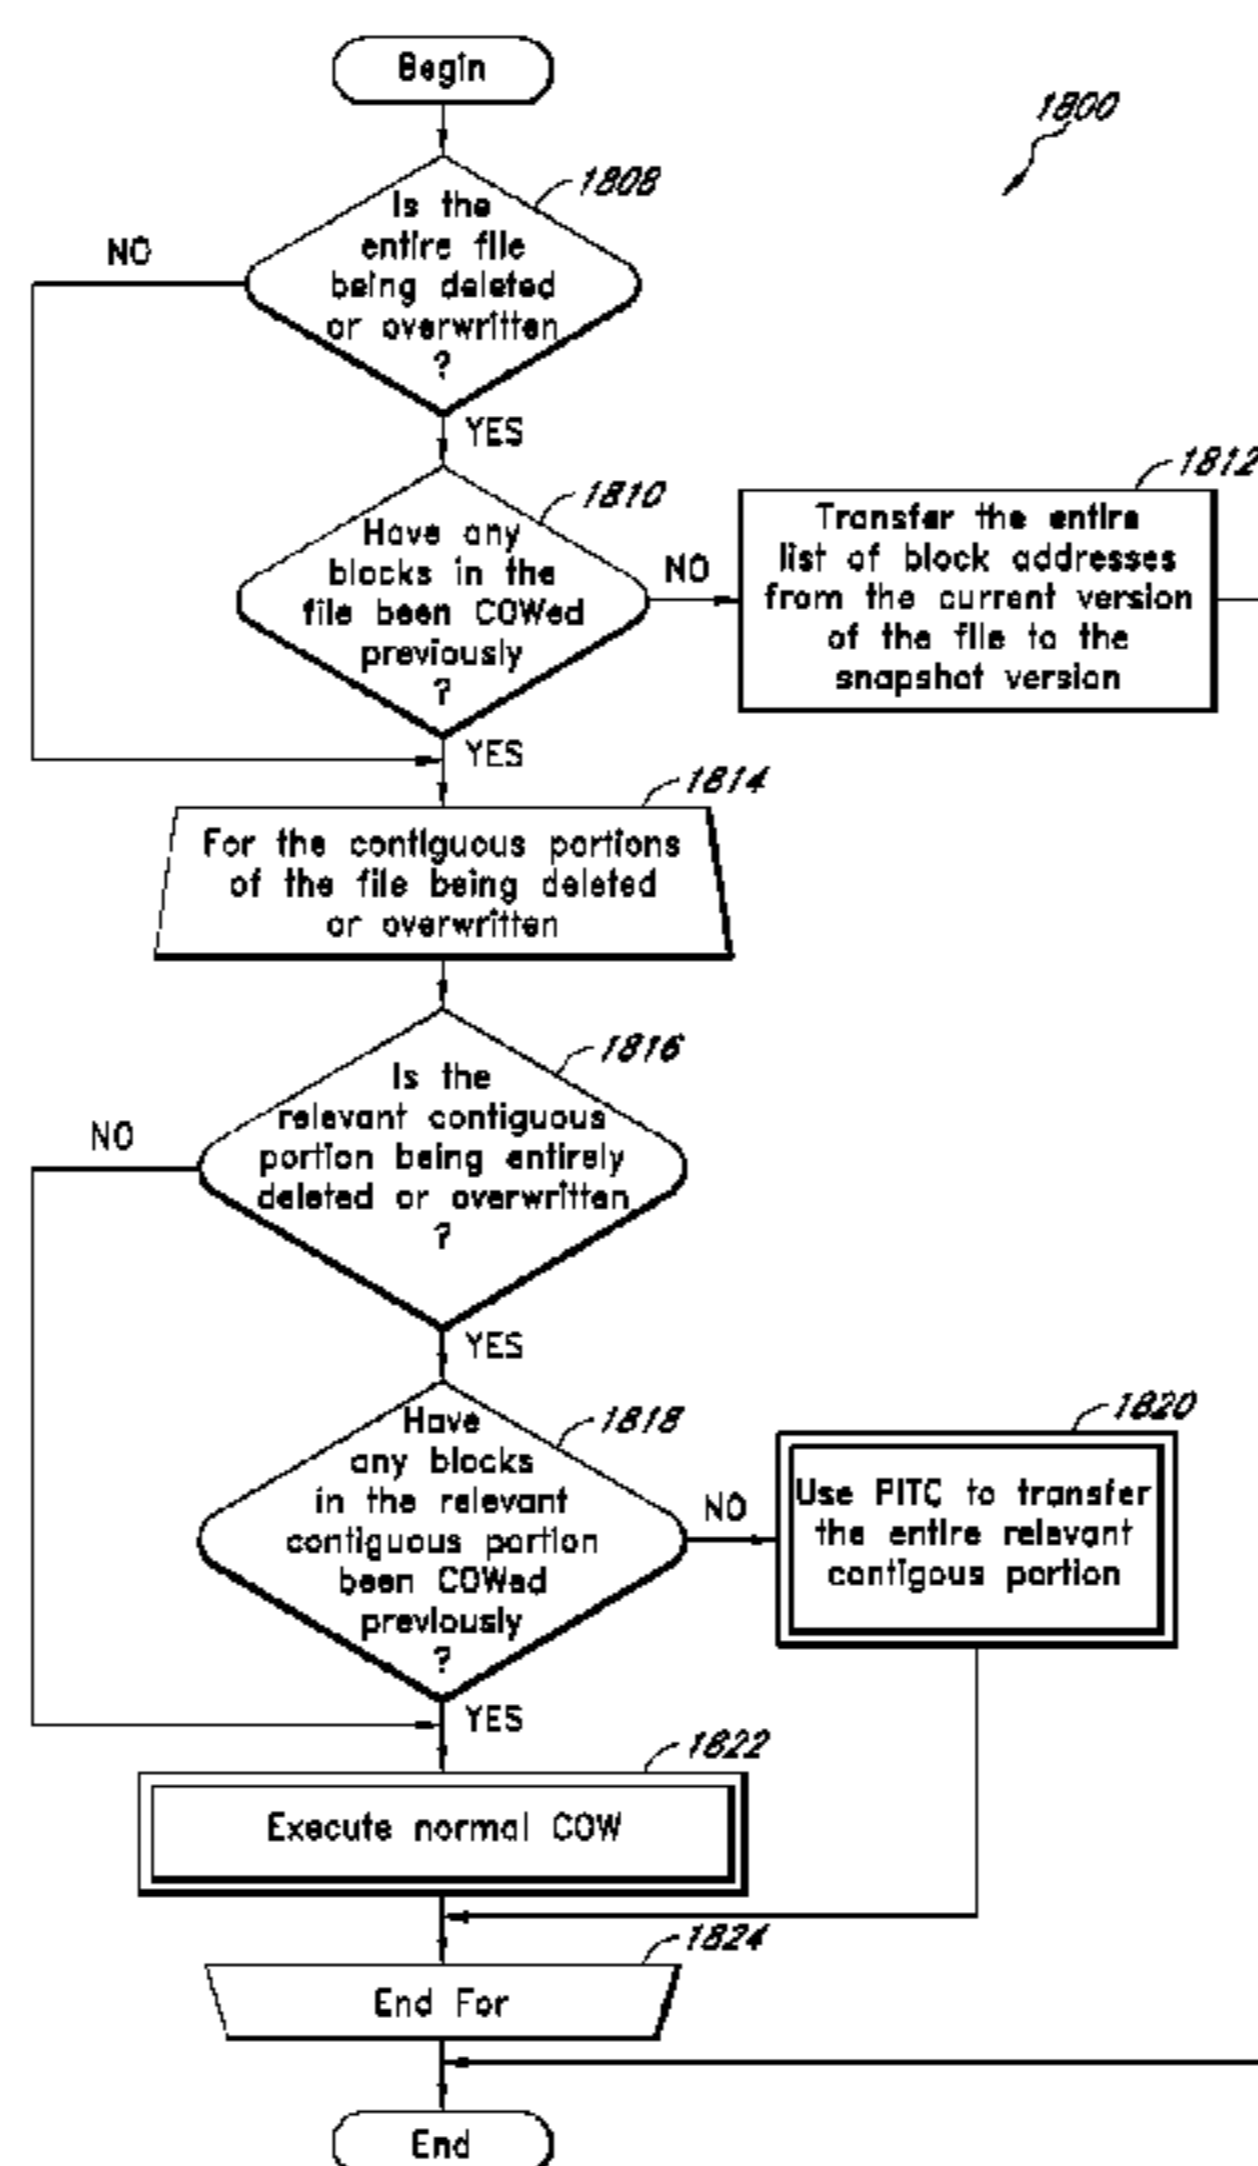 Begin
1800
1808
Is the
entire file
being deleted
or overwritten
?
NO
YES
1810
Have any
blocks in the
file been COWed
previously
?
NO
1812
Transfer the entire
list of block addresses
from the current version
of the file to the
snapshot version
YES
1814
For the contiguous portions
of the file being deleted
or overwritten
1816
Is the
relevant contiguous
portion being entirely
deleted or overwritten
?
NO
YES
1818
Have
any blocks
in the relevant
contiguous portion
been COWed
previously
?
NO
1820
Use PITC to transfer
the entire relevant
contigous portion
YES
1822
Execute normal COW
1824
End For
End